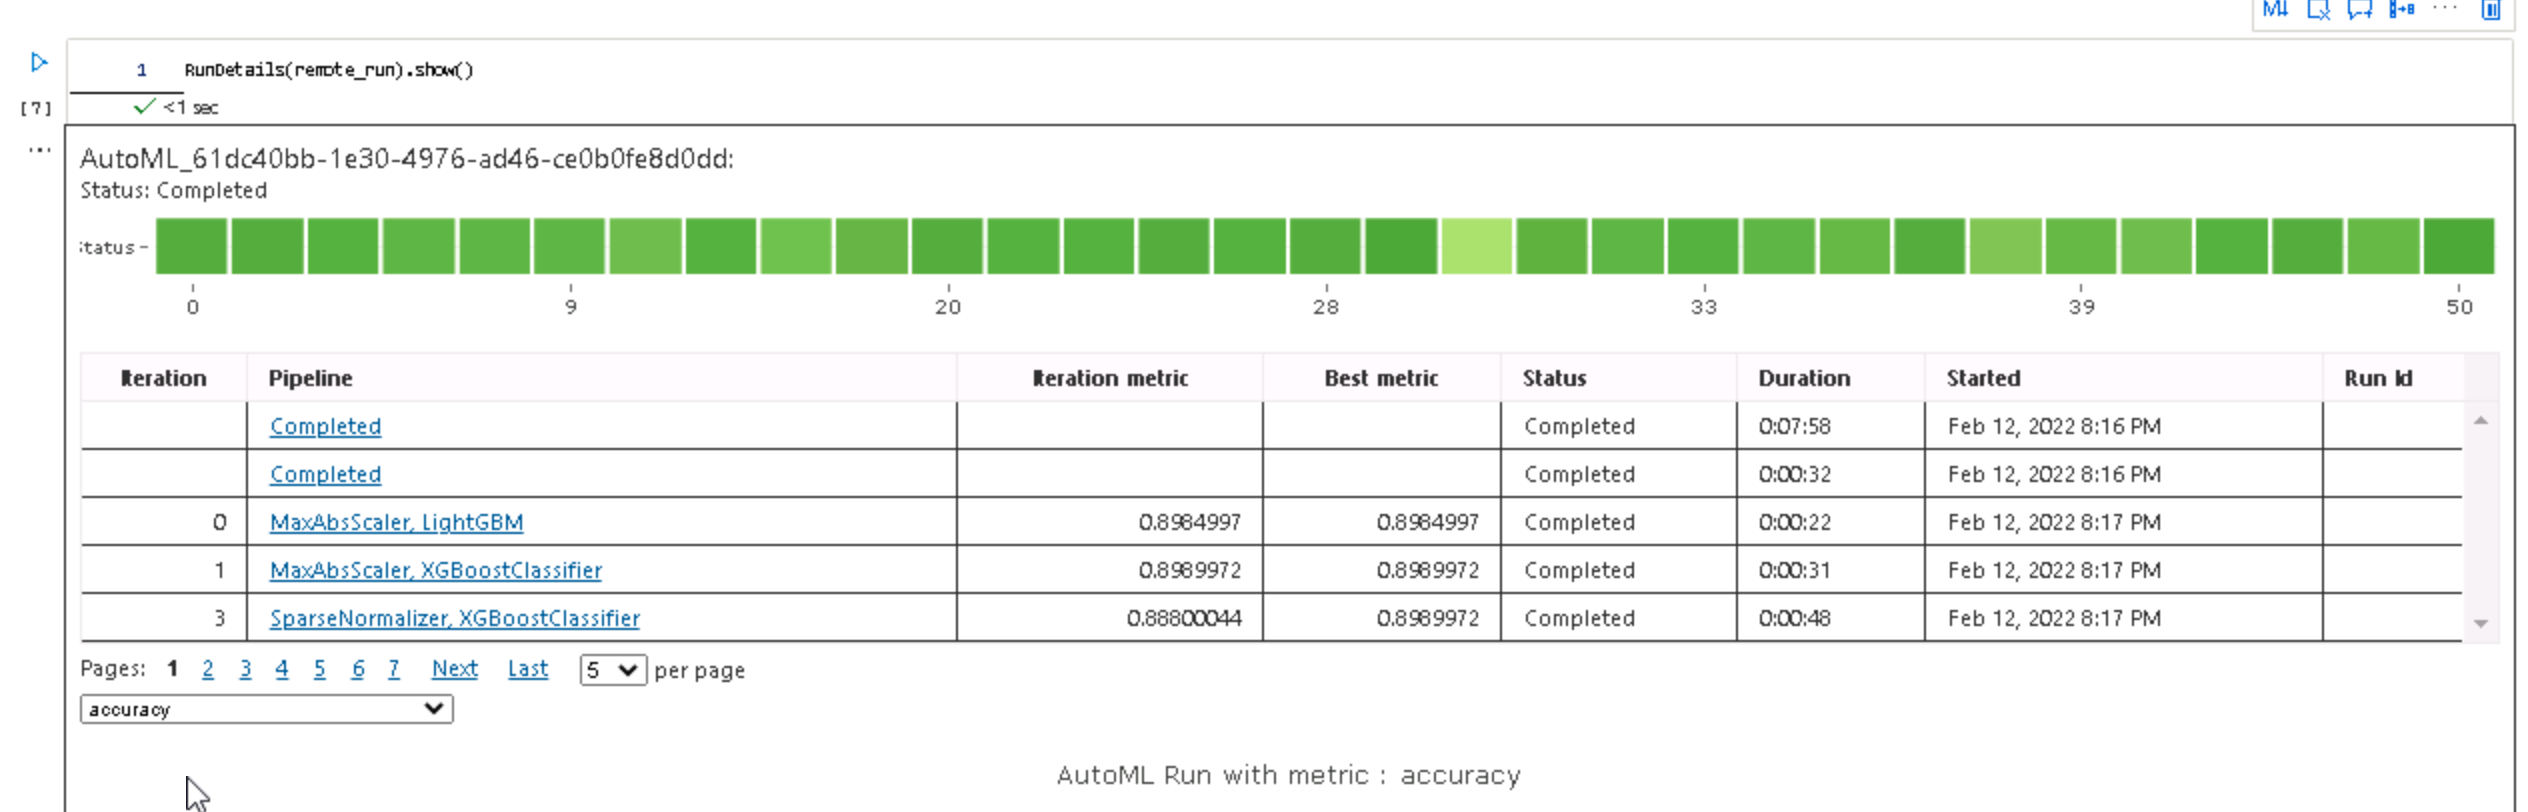 M↓ ···
1 RunDetails(remote_run).show()
[7] <1 sec
···
AutoML_61dc40bb-1e30-4976-ad46-ce0b0fe8d0dd:
Status: Completed
tatus
0 9 20 28 33 39 50
Iteration Pipeline Iteration metric Best metric Status Duration Started Run Id
Completed Completed 0:07:58 Feb 12, 2022 8:16 PM
Completed Completed 0:00:32 Feb 12, 2022 8:16 PM
0 MaxAbsScaler, LightGBM 0.8984997 0.8984997 Completed 0:00:22 Feb 12, 2022 8:17 PM
1 MaxAbsScaler, XGBoostClassifier 0.8989972 0.8989972 Completed 0:00:31 Feb 12, 2022 8:17 PM
3 SparseNormalizer, XGBoostClassifier 0.88800044 0.8989972 Completed 0:00:48 Feb 12, 2022 8:17 PM
Pages: 1 2 3 4 5 6 7 Next Last 5 per page
accuracy
AutoML Run with metric : accuracy